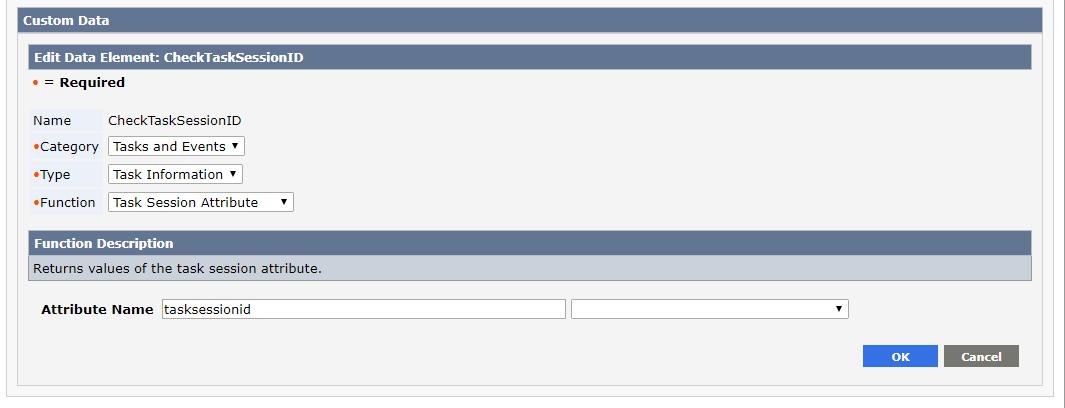 Custom Data
Edit Data Element: CheckTaskSessionID
• = Required
Name CheckTaskSessionID
•Category Tasks and Events ▼
•Type Task Information ▼
•Function Task Session Attribute ▼
Function Description
Returns values of the task session attribute.
Attribute Name tasksessionid ▼
OK Cancel